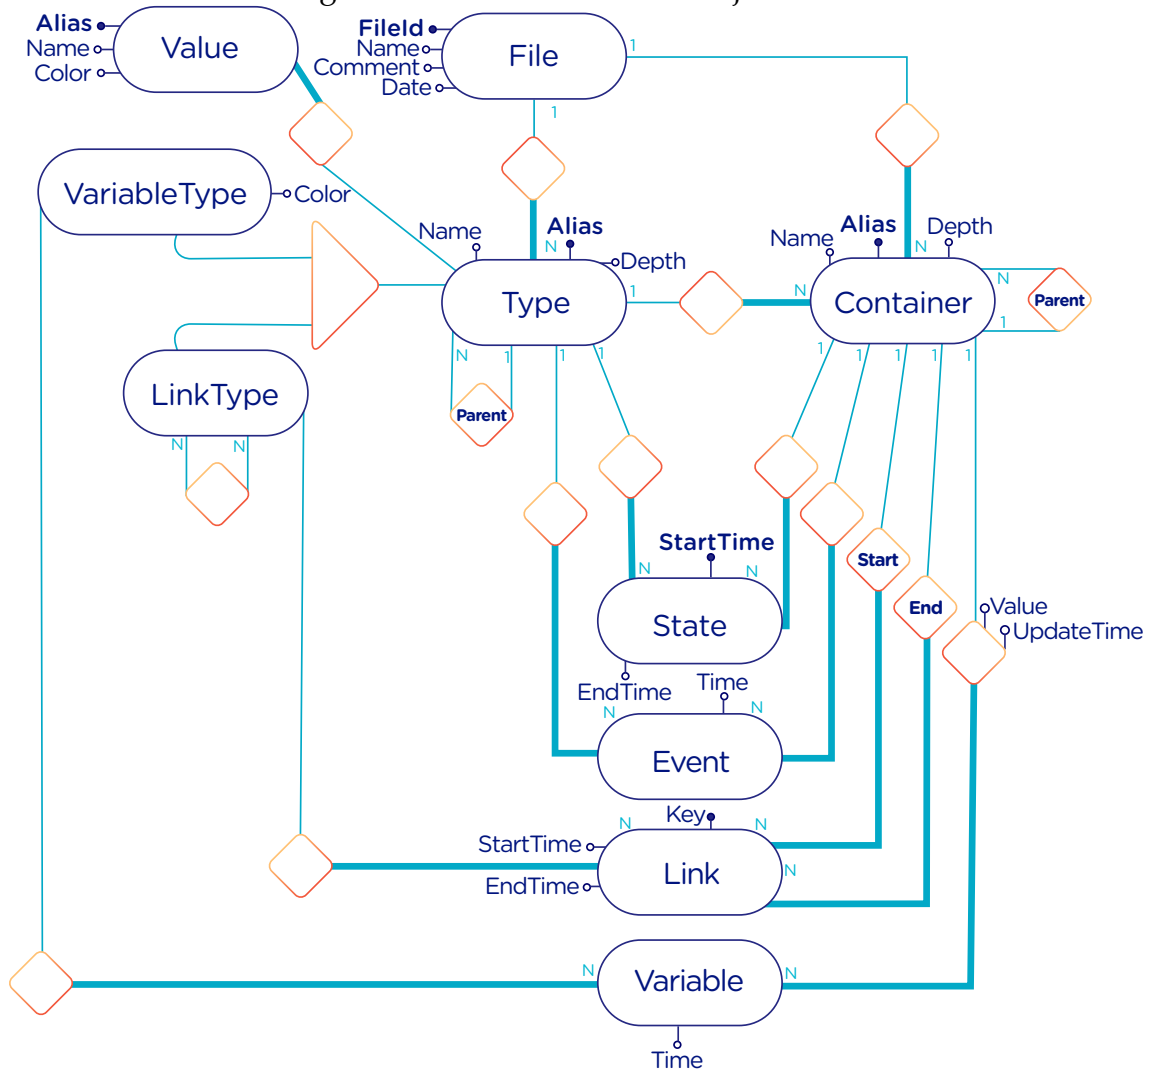 Alias
Name
Color
Value
FileId
Name
Comment
Date
File
1
1
VariableType
Color
Name
Alias
N
Depth
Type
1
Name
Alias
Depth
N
N
Container
N
1
Parent
N
1
1
1
Parent
1
1
1
1
1
LinkType
N
N
StartTime
N
N
State
EndTime
Start
End
Value
UpdateTime
Time
N
N
Event
Key
N
N
StartTime
EndTime
Link
N
Variable
N
N
Time